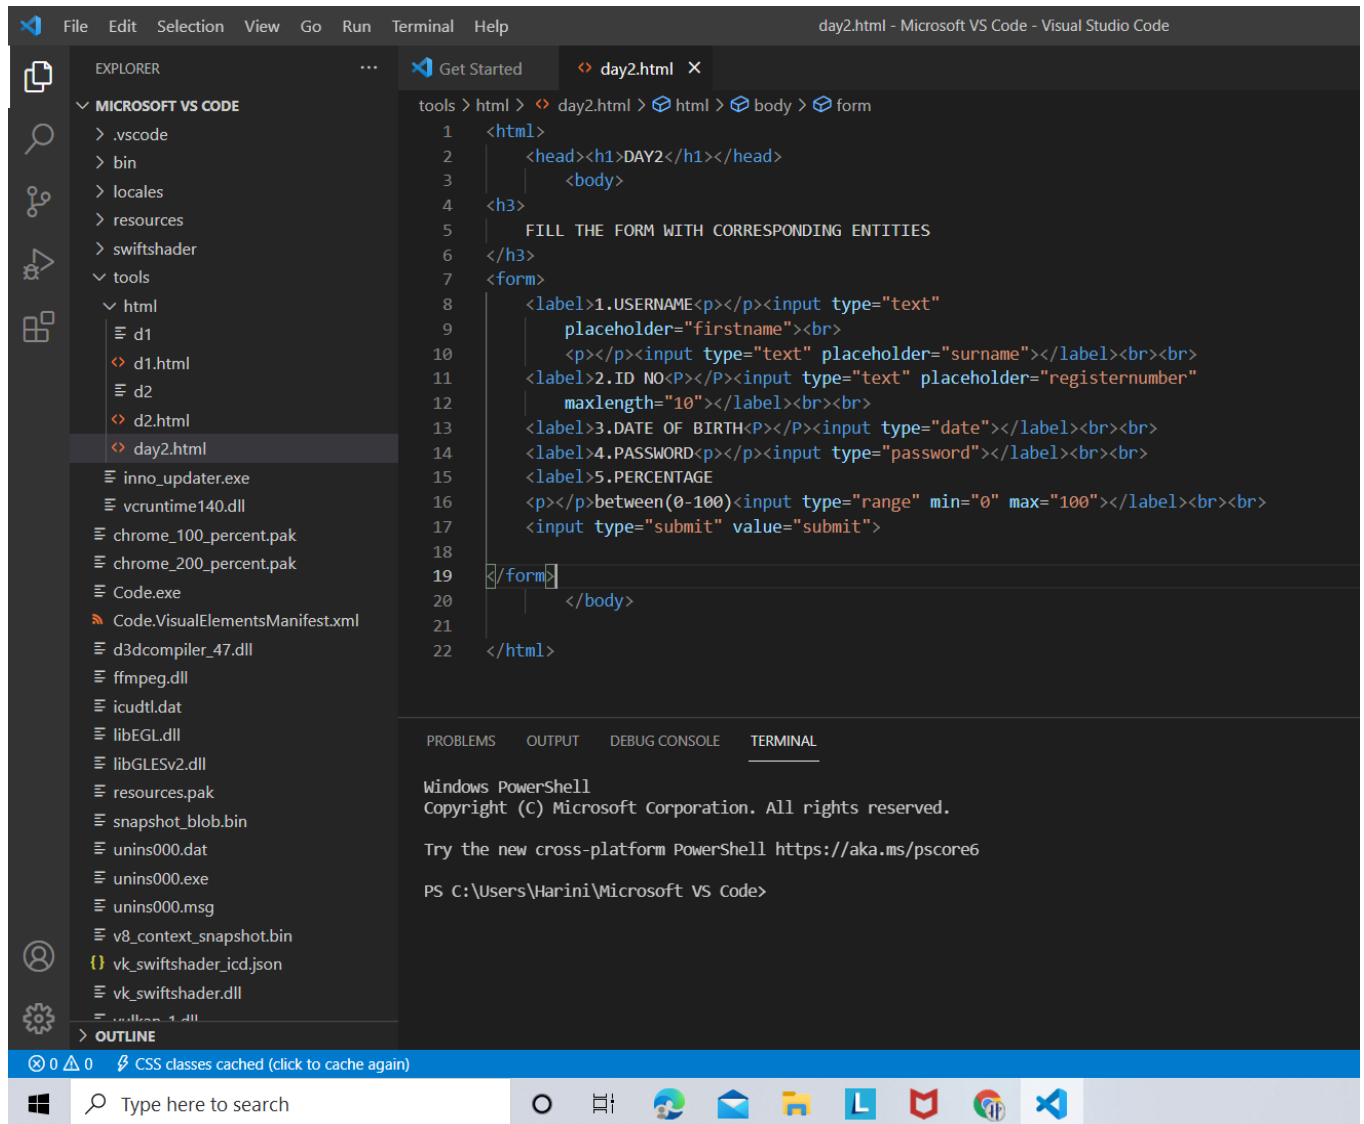 File Edit Selection View Go Run Terminal Help day2.html - Microsoft VS Code - Visual Studio Code
EXPLORER ···
MICROSOFT VS CODE
.vscode
bin
locales
resources
swiftshader
tools
html
d1
d1.html
d2
d2.html
day2.html
inno_updater.exe
vcruntime140.dll
chrome_100_percent.pak
chrome_200_percent.pak
Code.exe
Code.VisualElementsManifest.xml
d3dcompiler_47.dll
ffmpeg.dll
icudtl.dat
libEGL.dll
libGLESv2.dll
resources.pak
snapshot_blob.bin
unins000.dat
unins000.exe
unins000.msg
v8_context_snapshot.bin
vk_swiftshader_icd.json
vk_swiftshader.dll
OUTLINE
Get Started day2.html
tools > html > day2.html > html > body > form
1 <html>
2 <head><h1>DAY2</h1></head>
3 <body>
4 <h3>
5 FILL THE FORM WITH CORRESPONDING ENTITIES
6 </h3>
7 <form>
8 <label>1.USERNAME<p></p><input type="text"
9 placeholder="firstname"><br>
10 <p></p><input type="text" placeholder="surname"></label><br><br>
11 <label>2.ID NO<P></P><input type="text" placeholder="registernumber"
12 maxlength="10"></label><br><br>
13 <label>3.DATE OF BIRTH<P></P><input type="date"></label><br><br>
14 <label>4.PASSWORD<p></p><input type="password"></label><br><br>
15 <label>5.PERCENTAGE
16 <p></p>between(0-100)<input type="range" min="0" max="100"></label><br><br>
17 <input type="submit" value="submit">
18
19 </form>
20 </body>
21
22 </html>
PROBLEMS OUTPUT DEBUG CONSOLE TERMINAL
Windows PowerShell
Copyright (C) Microsoft Corporation. All rights reserved.
Try the new cross-platform PowerShell https://aka.ms/pscore6
PS C:\Users\Harini\Microsoft VS Code>
0 0 CSS classes cached (click to cache again)
Type here to search